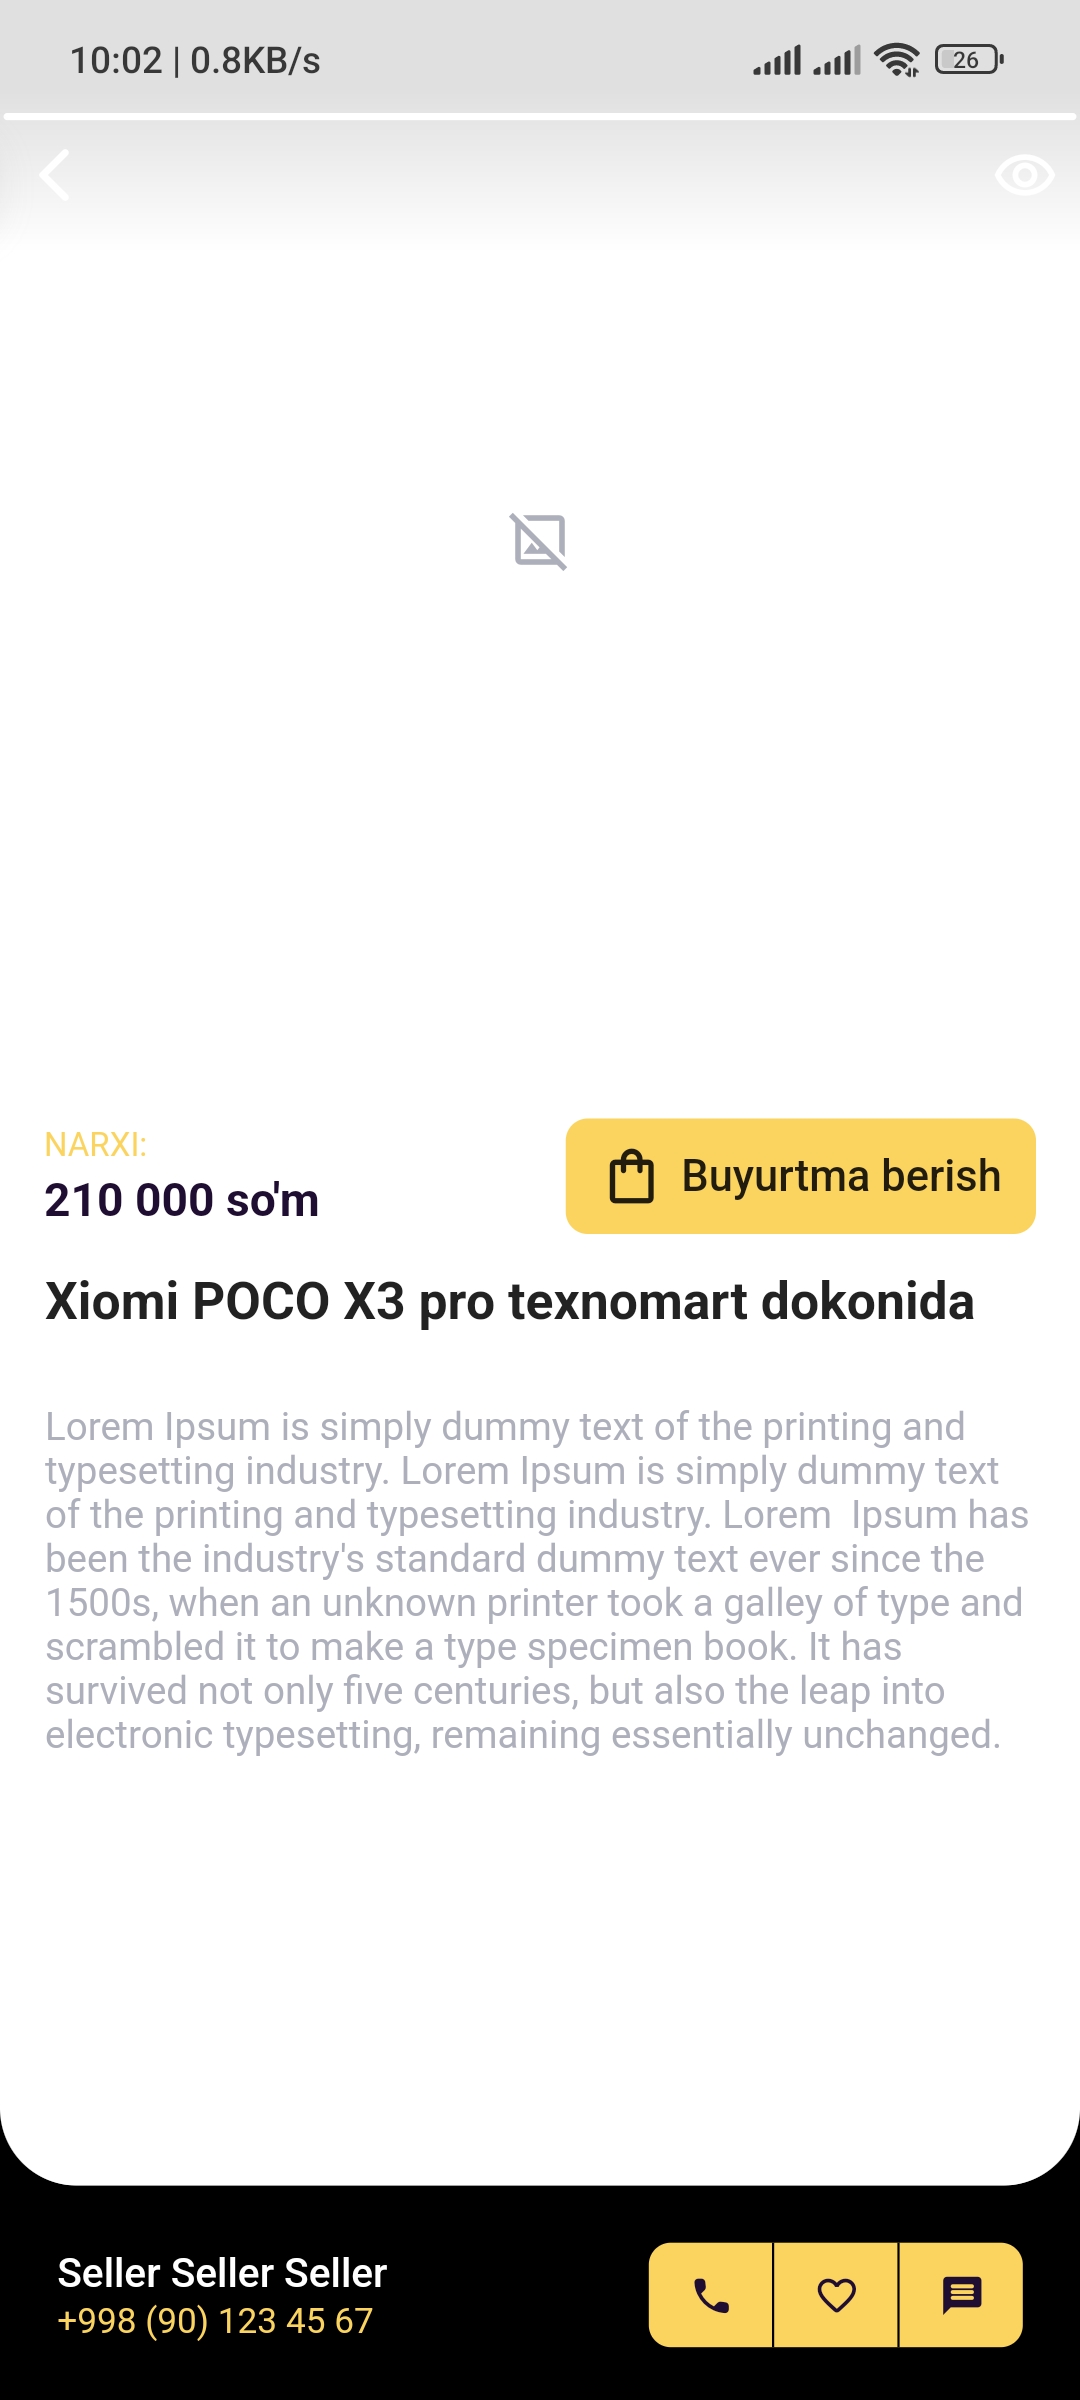 10:02 | 0.8KB/s
26
NARXI:
210 000 so'm
Buyurtma berish
Xiomi POCO X3 pro texnomart dokonida
Lorem Ipsum is simply dummy text of the printing and
typesetting industry. Lorem Ipsum is simply dummy text
of the printing and typesetting industry. Lorem  Ipsum has
been the industry's standard dummy text ever since the
1500s, when an unknown printer took a galley of type and
scrambled it to make a type specimen book. It has
survived not only five centuries, but also the leap into
electronic typesetting, remaining essentially unchanged.
Seller Seller Seller
+998 (90) 123 45 67